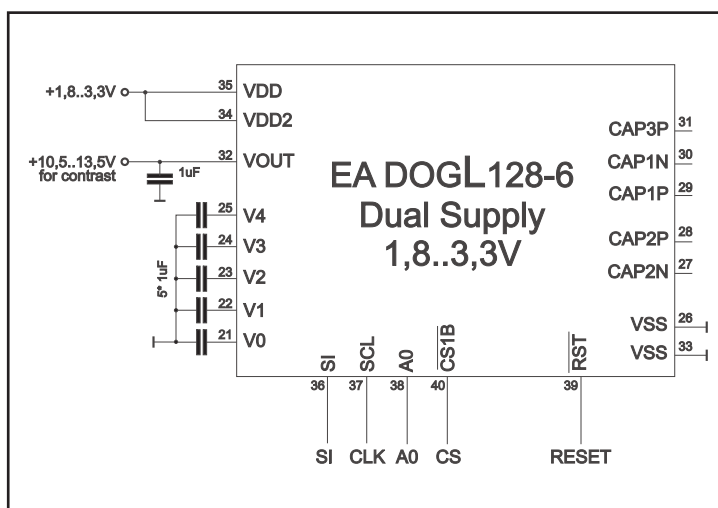 +1,8..3,3V
35 VDD
34 VDD2
+10,5..13,5V
for contrast
32 VOUT
1uF
25 V4
24 V3
23 V2
22 V1
21 V0
5* 1uF
EA DOGL128-6
Dual Supply
1,8..3,3V
CAP3P 31
CAP1N 30
CAP1P 29
CAP2P 28
CAP2N 27
VSS 26
VSS 33
SI
SCL
A0
CS1B
RST
36
37
38
40
39
SI CLK A0 CS RESET